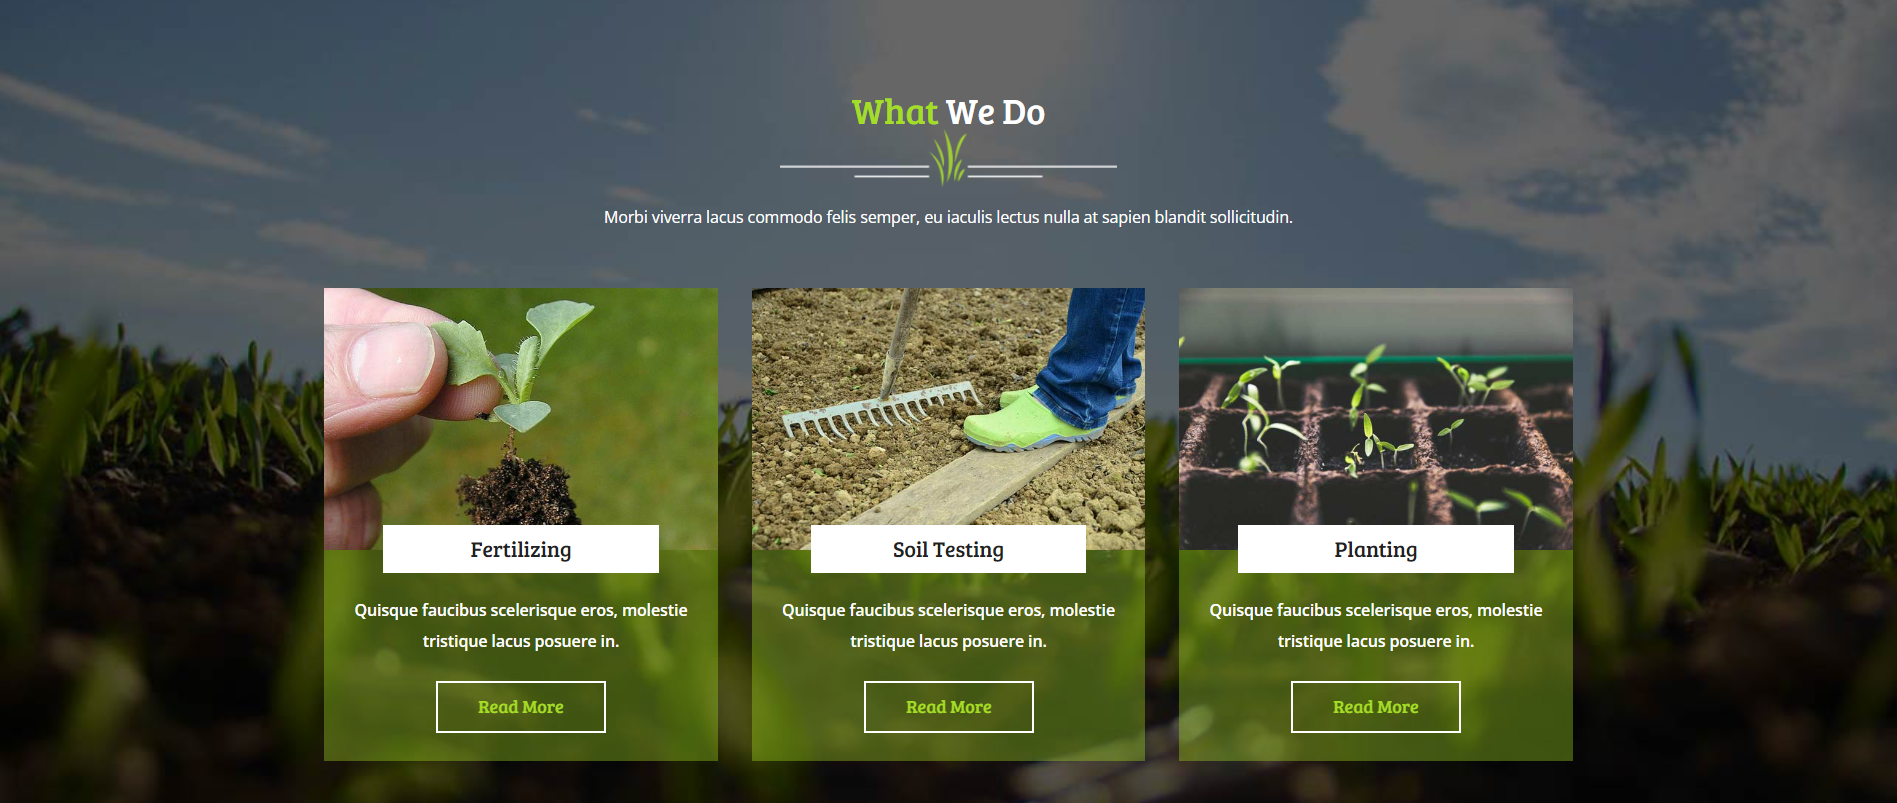 What We Do
Morbi viverra lacus commodo felis semper, eu iaculis lectus nulla at sapien blandit sollicitudin.
Fertilizing
Quisque faucibus scelerisque eros, molestie
tristique lacus posuere in.
Read More
Soil Testing
Quisque faucibus scelerisque eros, molestie
tristique lacus posuere in.
Read More
Planting
Quisque faucibus scelerisque eros, molestie
tristique lacus posuere in.
Read More